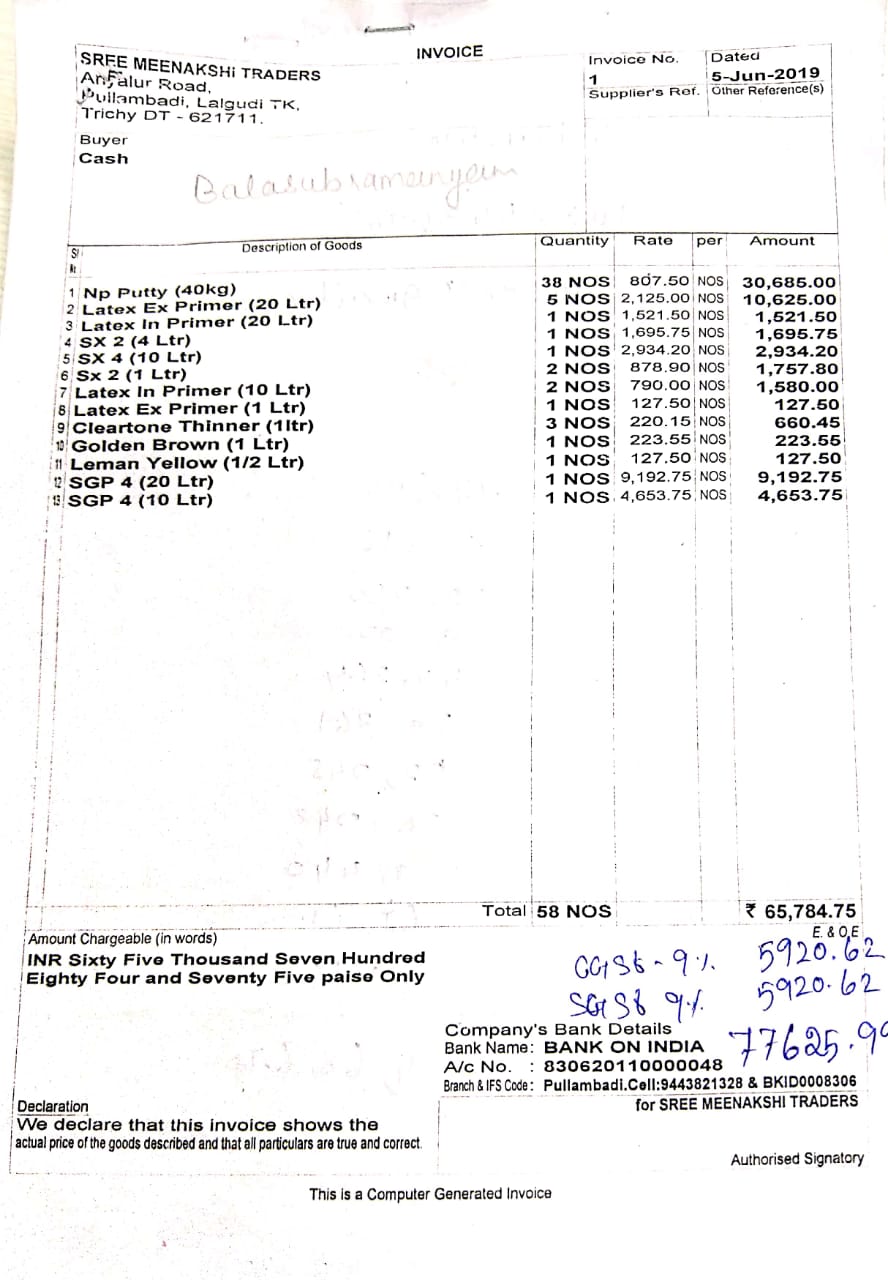 INVOICE
SREE MEENAKSHi TRADERS
Road,
Pullambadi, Lalgudi TK,
Trichy DT - 621711.
Invoice No.
1
Dated
5-Jun-2019
Supplier's Ref.
Other Reference(s)
Buyer
Cash
Sl
Description of Goods Quantity Rate per Amount
1 Np Putty (40kg) 38 NOS 807.50 NOS 30,685.00
2 Latex Ex Primer (20 Ltr) 5 NOS 2,125.00 NOS 10,625.00
3 Latex In Primer (20 Ltr) 1 NOS 1,521.50 NOS 1,521.50
4 SX 2 (4 Ltr) 1 NOS 1,695.75 NOS 1,695.75
5 SX 4 (10 Ltr) 1 NOS 2,934.20 NOS 2,934.20
6 Sx 2 (1 Ltr) 2 NOS 878.90 NOS 1,757.80
7 Latex In Primer (10 Ltr) 2 NOS 790.00 NOS 1,580.00
8 Latex Ex Primer (1 Ltr) 1 NOS 127.50 NOS 127.50
9 Cleartone Thinner (1ltr) 3 NOS 220.15 NOS 660.45
10 Golden Brown (1 Ltr) 1 NOS 223.55 NOS 223.55
11 Leman Yellow (1/2 Ltr) 1 NOS 127.50 NOS 127.50
12 SGP 4 (20 Ltr) 1 NOS 9,192.75 NOS 9,192.75
13 SGP 4 (10 Ltr) 1 NOS 4,653.75 NOS 4,653.75
Total 58 NOS ₹ 65,784.75
E. & O.E
Amount Chargeable (in words)
INR Sixty Five Thousand Seven Hundred
Eighty Four and Seventy Five paise Only
CGST - 9% 5920.62
SGST 9% 5920.62
77625.99
Company's Bank Details
Bank Name: BANK ON INDIA
A/c No. : 830620110000048
Branch & IFS Code: Pullambadi.Cell:9443821328 & BKID0008306
Declaration
We declare that this invoice shows the
actual price of the goods described and that all particulars are true and correct.
for SREE MEENAKSHI TRADERS
Authorised Signatory
This is a Computer Generated Invoice